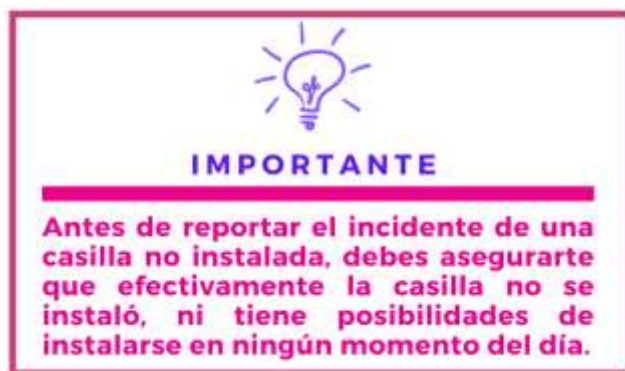 IMPORTANTE
Antes de reportar el incidente de una
casilla no instalada, debes asegurarte
que efectivamente la casilla no se
instaló, ni tiene posibilidades de
instalarse en ningún momento del día.